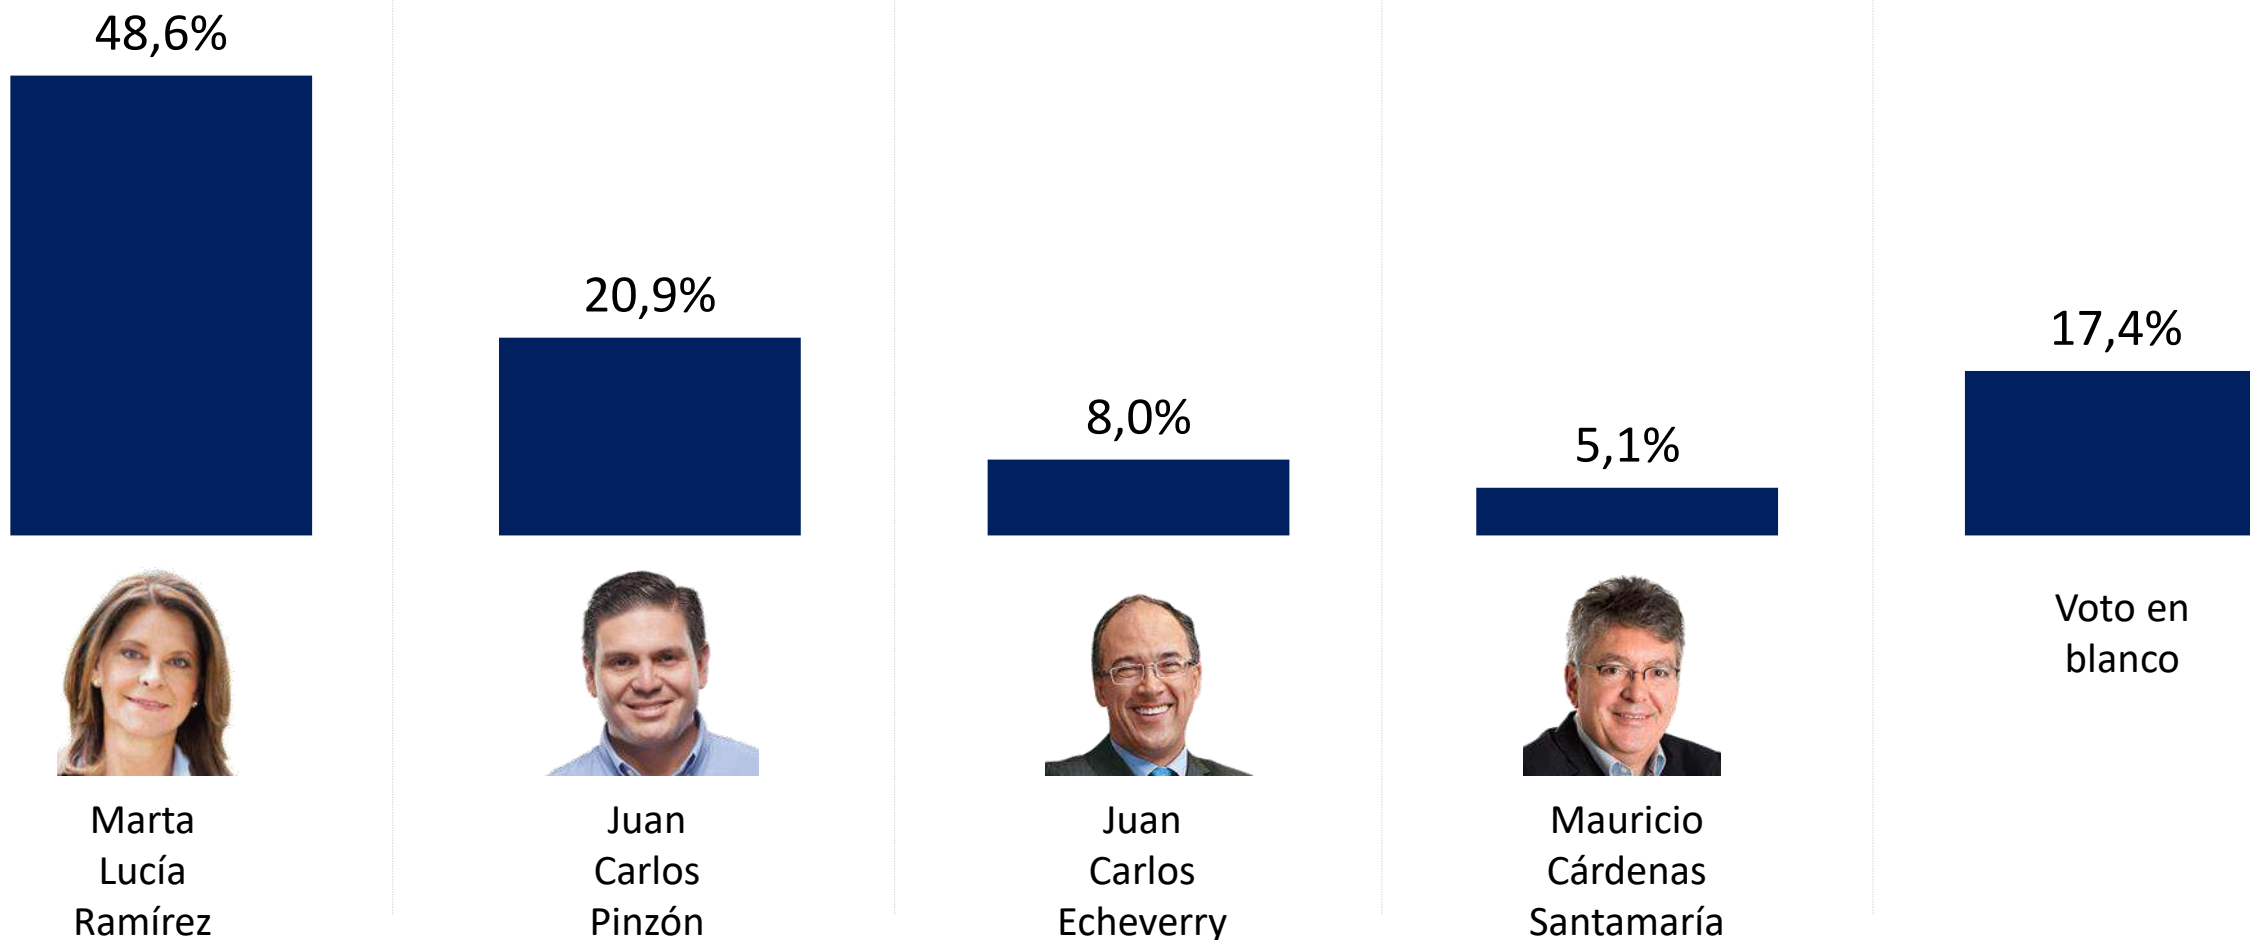 48,6%
20,9%
8,0%
5,1%
17,4%
Marta
Lucía
Ramírez
Juan
Carlos
Pinzón
Juan
Carlos
Echeverry
Mauricio
Cárdenas
Santamaría
Voto en
blanco